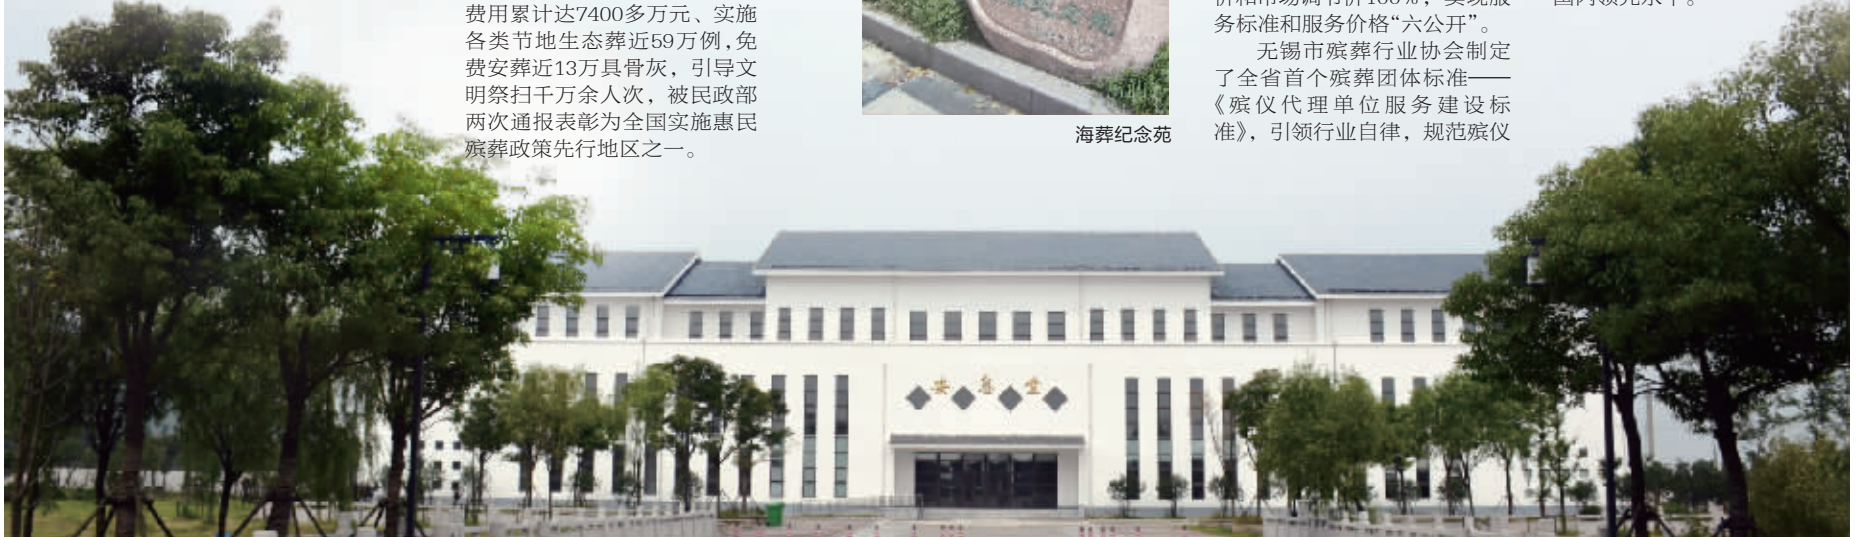 费用累计达7400多万元、实施
各类节地生态葬近59万例,免
费安葬近13万具骨灰，引导文
明祭扫千万余人次，被民政部
两次通报表彰为全国实施惠民
殡葬政策先行地区之一。
海葬纪念苑
务标准和服务价格“六公开”。
无锡市殡葬行业协会制定
了全省首个殡葬团体标准——
《殡仪代理单位服务建设标
准》，引领行业自律，规范殡仪
安息堂